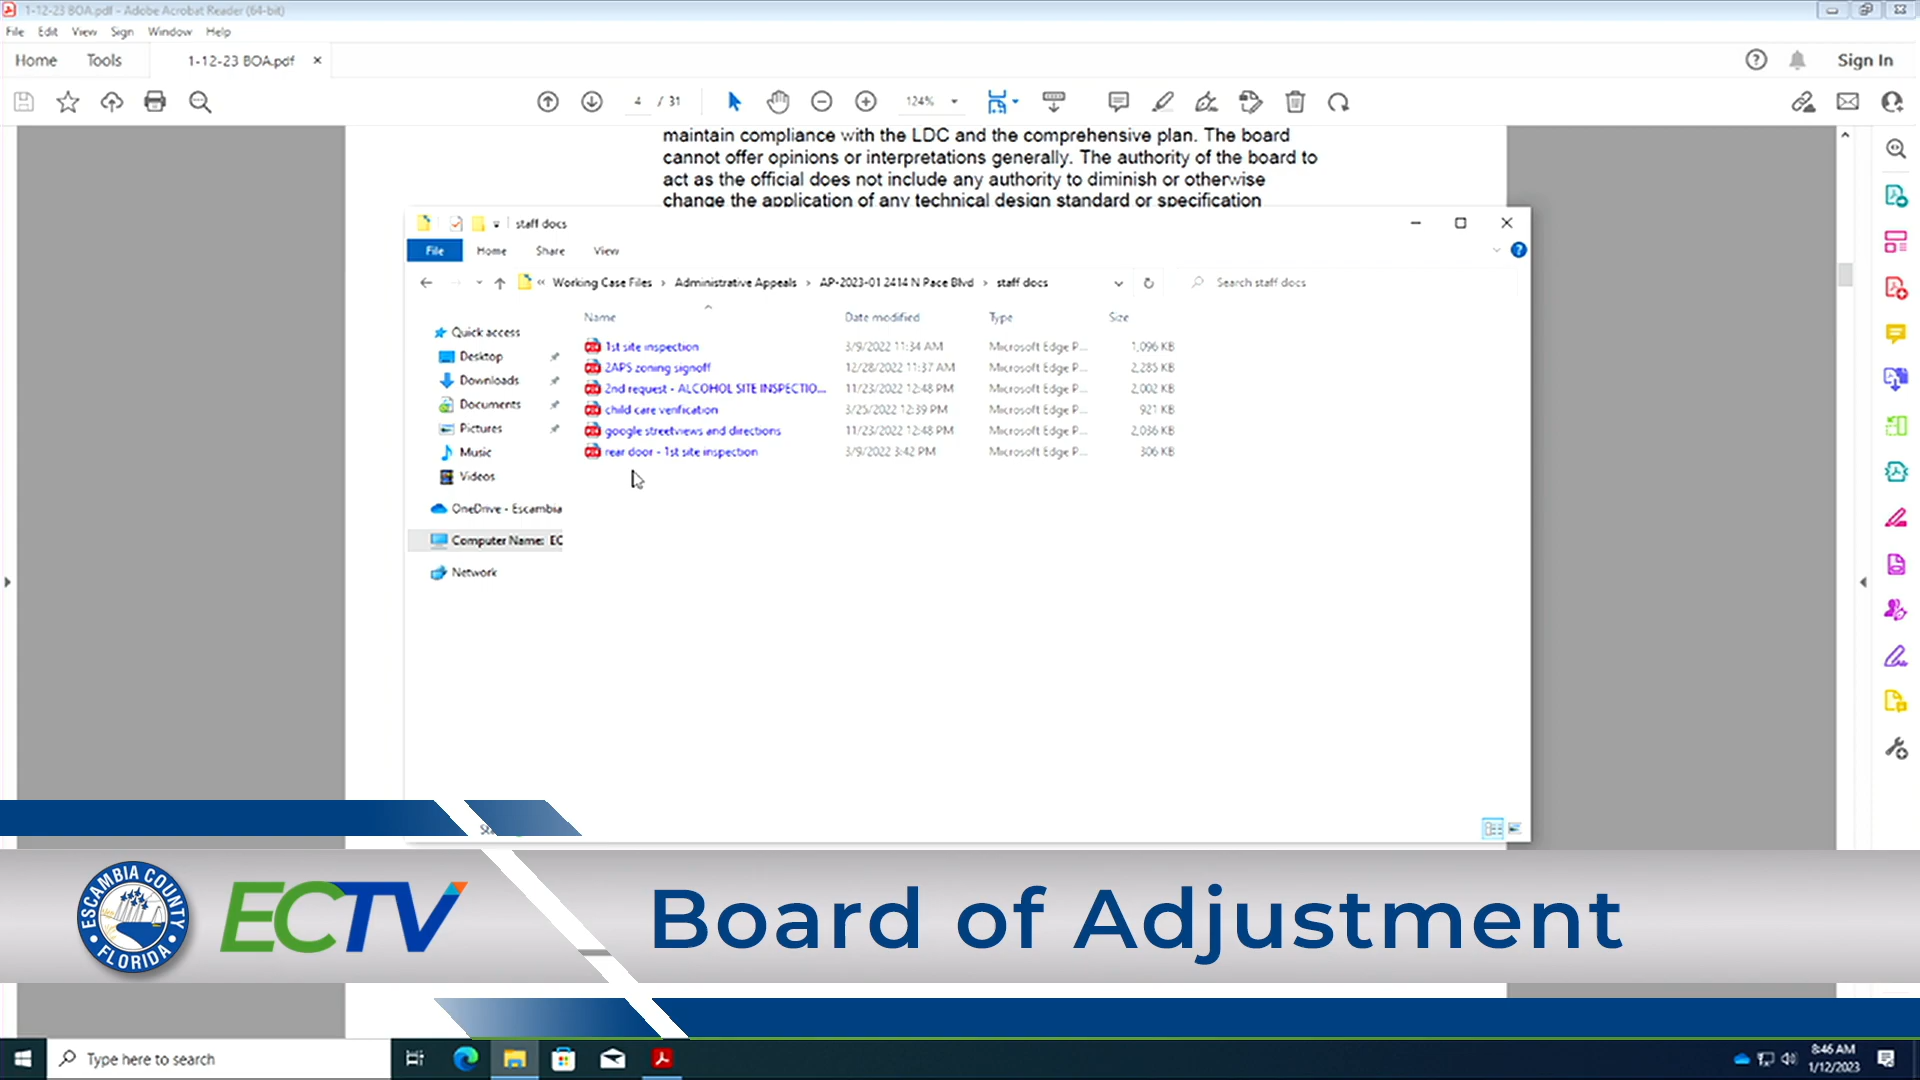 1-12-23 BOA.pdf - Adobe Acrobat Reader (64-bit)
File Edit View Sign Window Help
Home Tools 1-12-23 BOA.pdf × Sign In
4 / 31 124%
maintain compliance with the LDC and the comprehensive plan. The board
cannot offer opinions or interpretations generally. The authority of the board to
act as the official does not include any authority to diminish or otherwise
change the application of any technical design standard or specification
staff docs
File Home Share View
« Working Case Files › Administrative Appeals › AP-2023-01 2414 N Pace Blvd › staff docs Search staff docs
Name Date modified Type Size
Quick access
Desktop
Downloads
Documents
Pictures
Music
Videos
OneDrive - Escambia
Computer Name: EC
Network
1st site inspection 3/9/2022 11:34 AM Microsoft Edge P... 1,096 KB
2APS zoning signoff 12/28/2022 11:37 AM Microsoft Edge P... 2,285 KB
2nd request - ALCOHOL SITE INSPECTIO... 11/23/2022 12:48 PM Microsoft Edge P... 2,002 KB
child care verification 3/25/2022 12:39 PM Microsoft Edge P... 921 KB
google streetviews and directions 11/23/2022 12:48 PM Microsoft Edge P... 2,036 KB
rear door - 1st site inspection 3/9/2022 3:42 PM Microsoft Edge P... 306 KB
ESCAMBIA COUNTY
FLORIDA
ECTV
Board of Adjustment
Type here to search
8:46 AM
1/12/2023